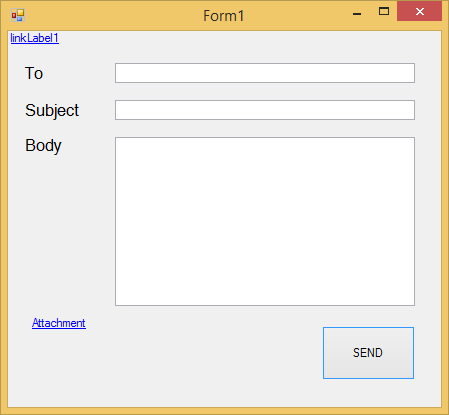 Form1
linkLabel1
To
Subject
Body
Attachment
SEND